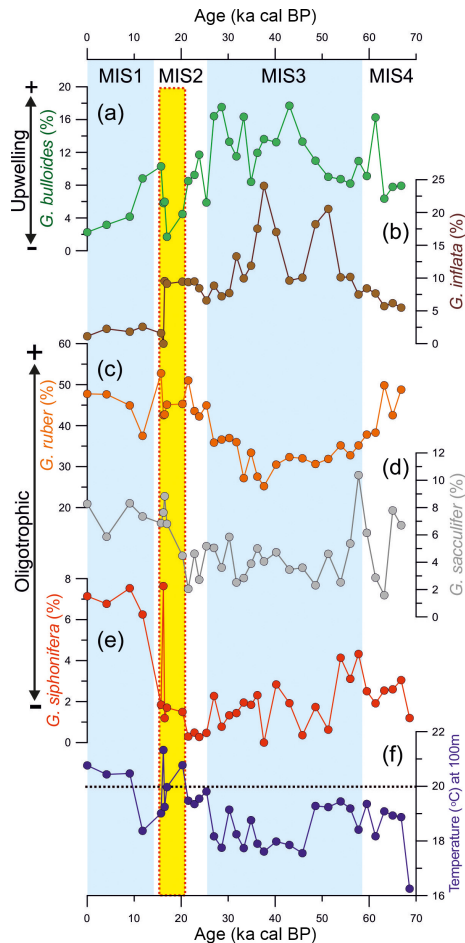 Age (ka cal BP)
0 10 20 30 40 50 60 70
MIS1 MIS2 MIS3 MIS4
+
Upwelling
-
G. bulloides (%)
20
16
12
8
4
0
(a)
25
20
15
10
5
0
G. inflata (%)
(b)
+
Oligotrophic
-
60
50
40
30
20
G. ruber (%)
(c)
12
10
8
6
4
2
0
G. sacculifer (%)
(d)
8
6
4
2
0
G. siphonifera (%)
(e)
22
20
18
16
Temperature (°C) at 100m
(f)
0 10 20 30 40 50 60 70
Age (ka cal BP)